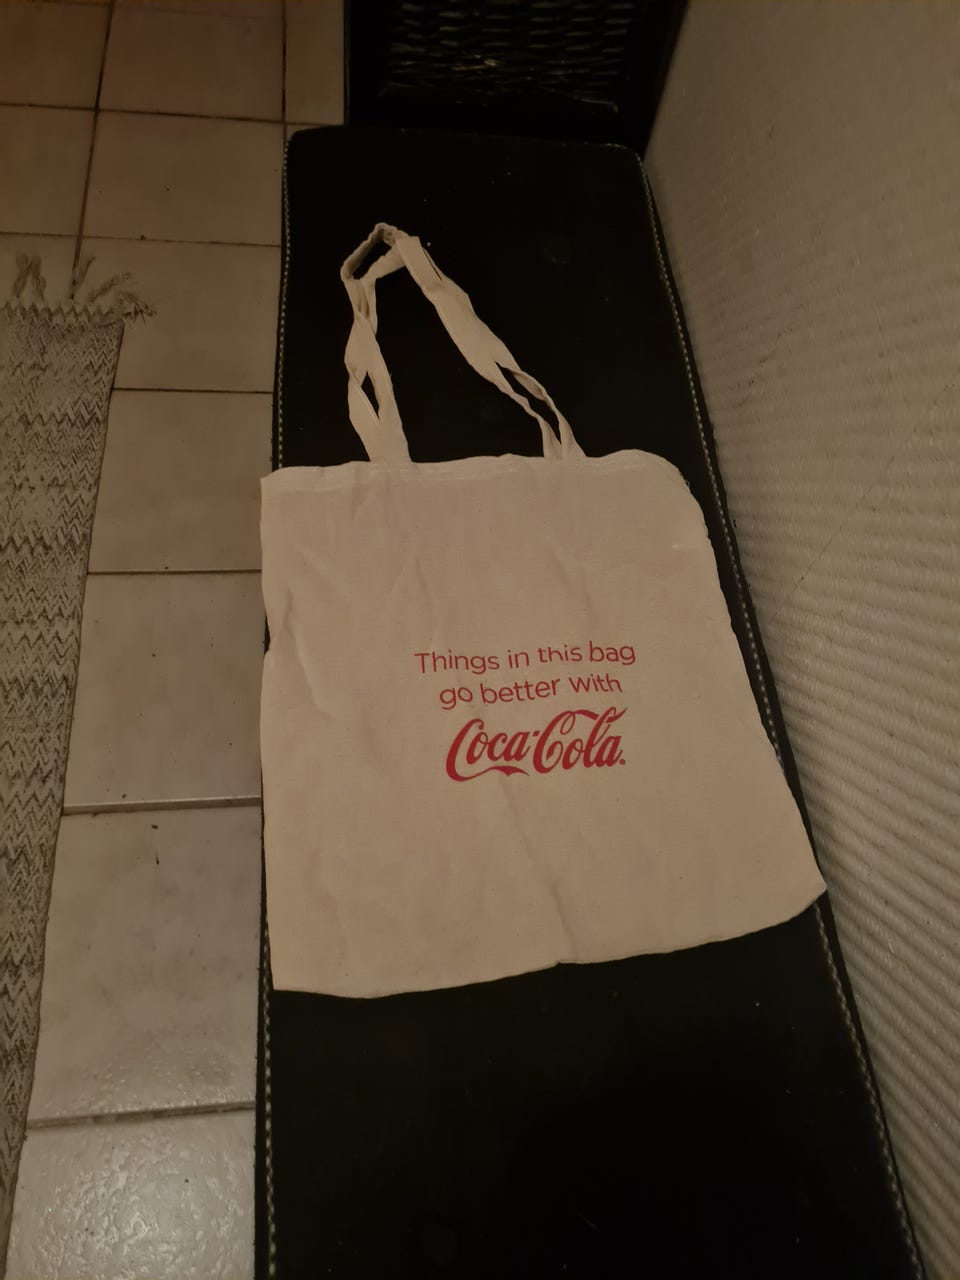 Things in this bag
go better with
Coca-Cola